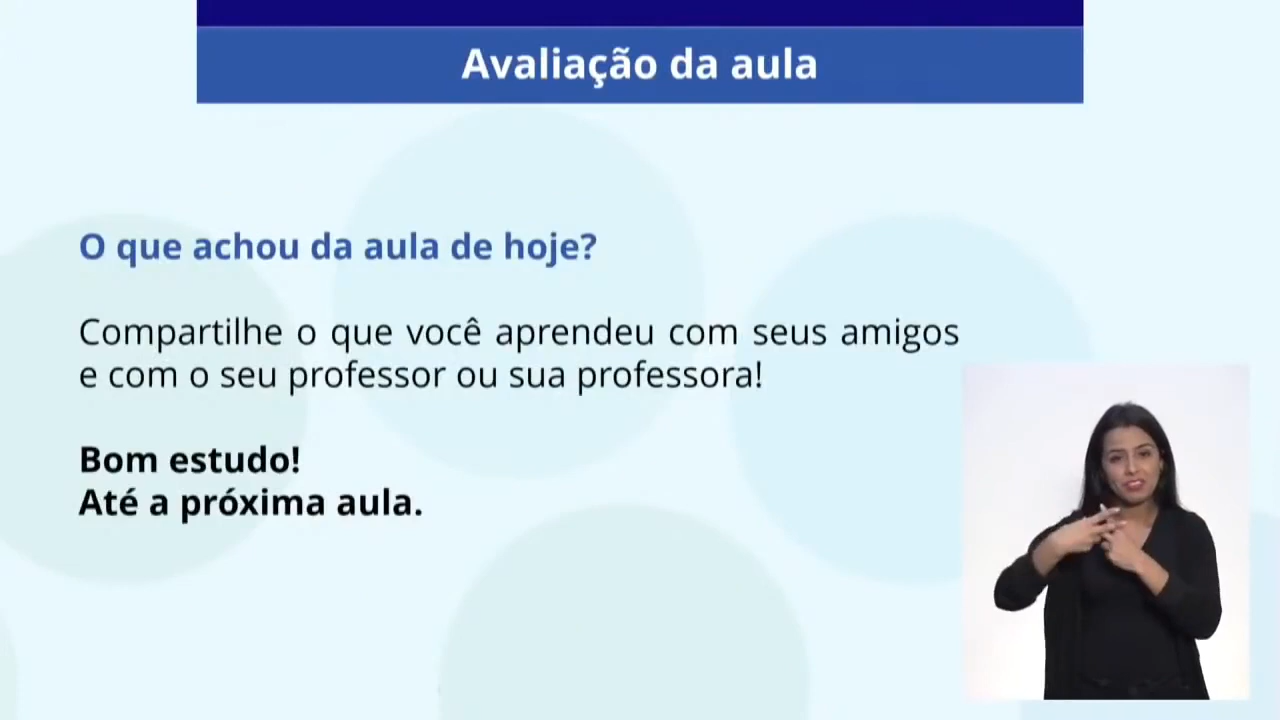 Avaliação da aula
O que achou da aula de hoje?
Compartilhe o que você aprendeu com seus amigos
e com o seu professor ou sua professora!
Bom estudo!
Até a próxima aula.